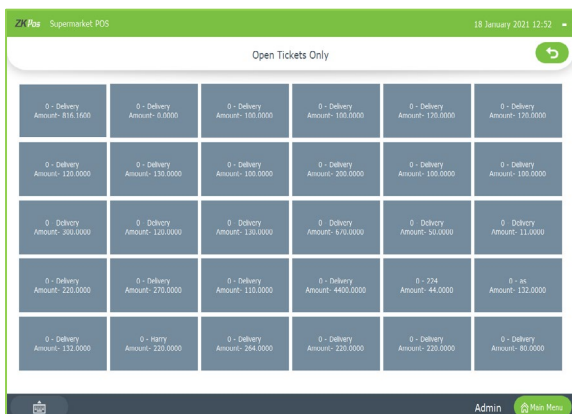 ZKPos Supermarket POS 18 January 2021 12:52
Open Tickets Only
0 - Delivery 0 - Delivery 0 - Delivery 0 - Delivery 0 - Delivery 0 - Delivery
Amount- 816.1600 Amount- 0.0000 Amount- 100.0000 Amount- 100.0000 Amount- 120.0000 Amount- 120.0000
0 - Delivery 0 - Delivery 0 - Delivery 0 - Delivery 0 - Delivery 0 - Delivery
Amount- 120.0000 Amount- 130.0000 Amount- 100.0000 Amount- 200.0000 Amount- 100.0000 Amount- 100.0000
0 - Delivery 0 - Delivery 0 - Delivery 0 - Delivery 0 - Delivery 0 - Delivery
Amount- 300.0000 Amount- 120.0000 Amount- 130.0000 Amount- 670.0000 Amount- 50.0000 Amount- 11.0000
0 - Delivery 0 - Delivery 0 - Delivery 0 - Delivery 0 - 274 0 - as
Amount- 220.0000 Amount- 270.0000 Amount- 110.0000 Amount- 4400.0000 Amount- 44.0000 Amount- 132.0000
0 - Delivery 0 - Harry 0 - Delivery 0 - Delivery 0 - Delivery 0 - Delivery
Amount- 132.0000 Amount- 220.0000 Amount- 264.0000 Amount- 220.0000 Amount- 220.0000 Amount- 80.0000
Admin Main Menu